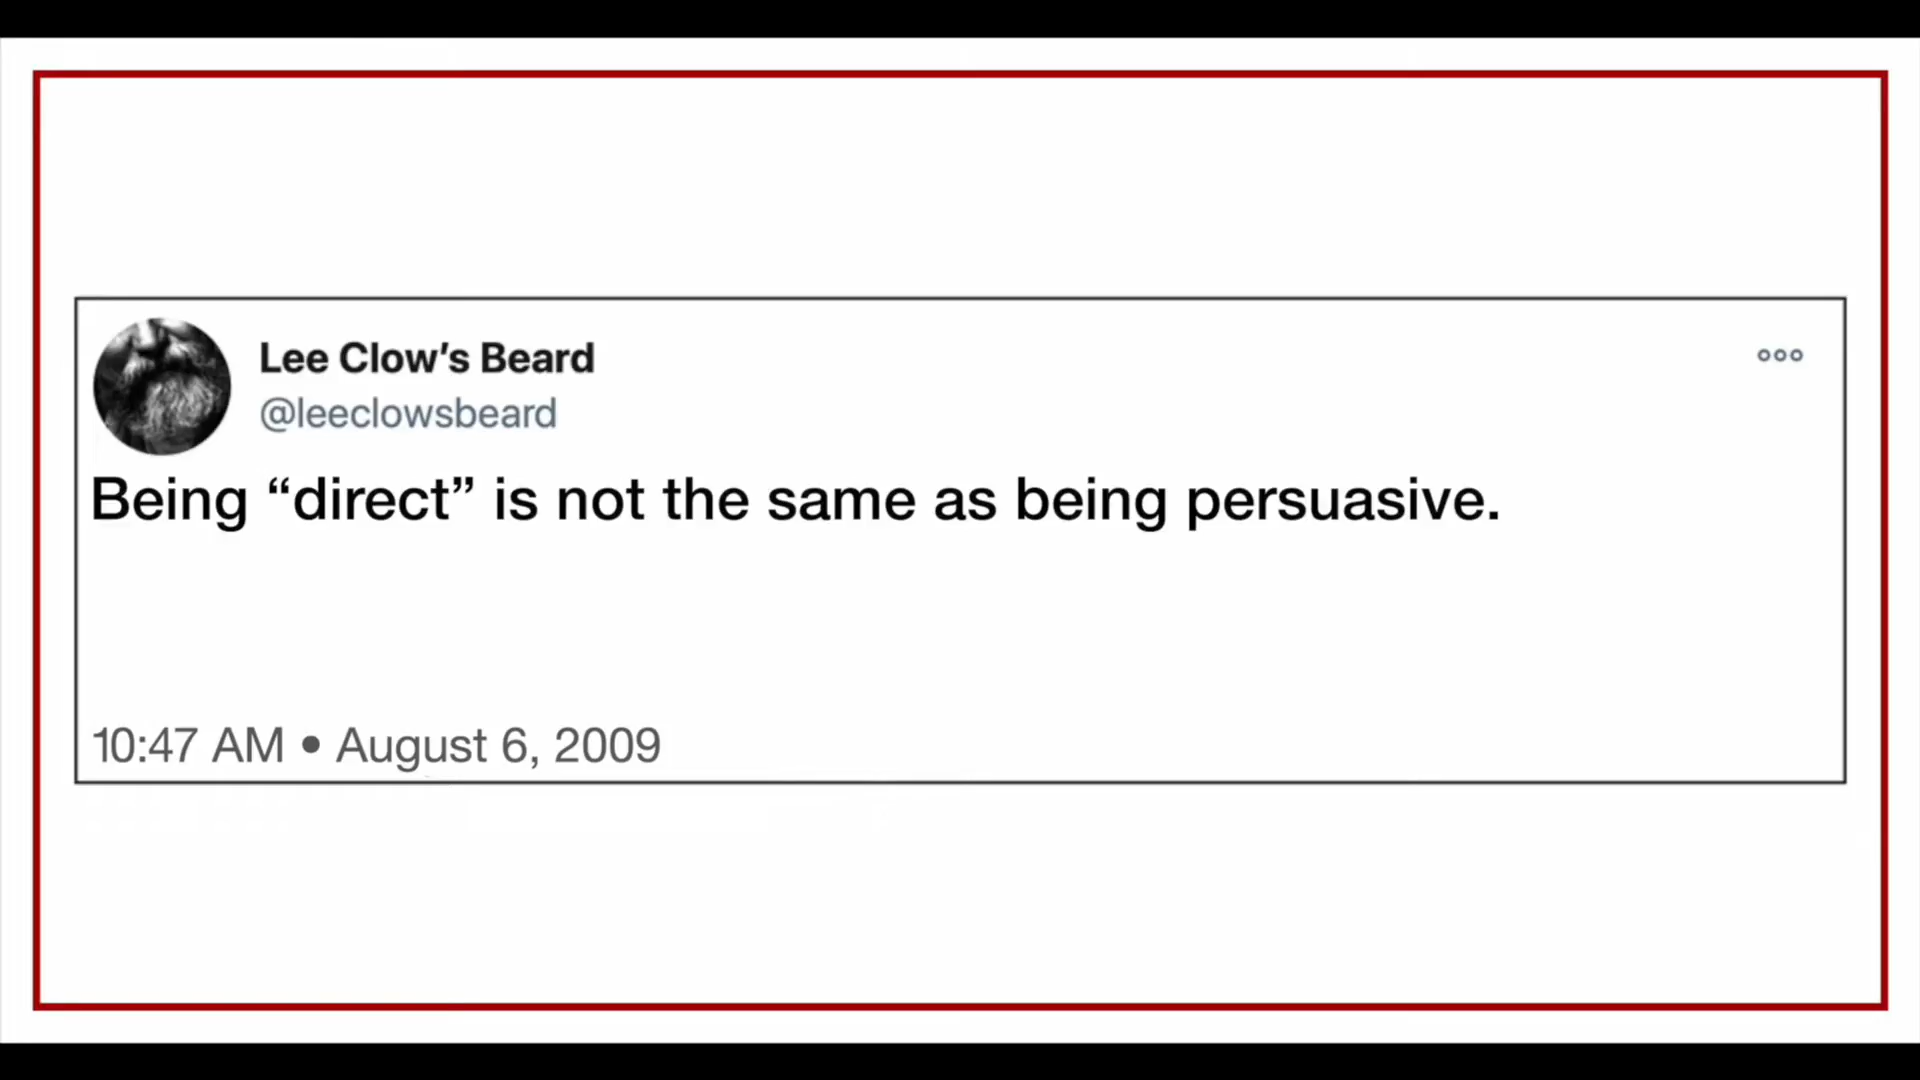 Lee Clow’s Beard
@leeclowsbeard
Being “direct” is not the same as being persuasive.
10:47 AM • August 6, 2009